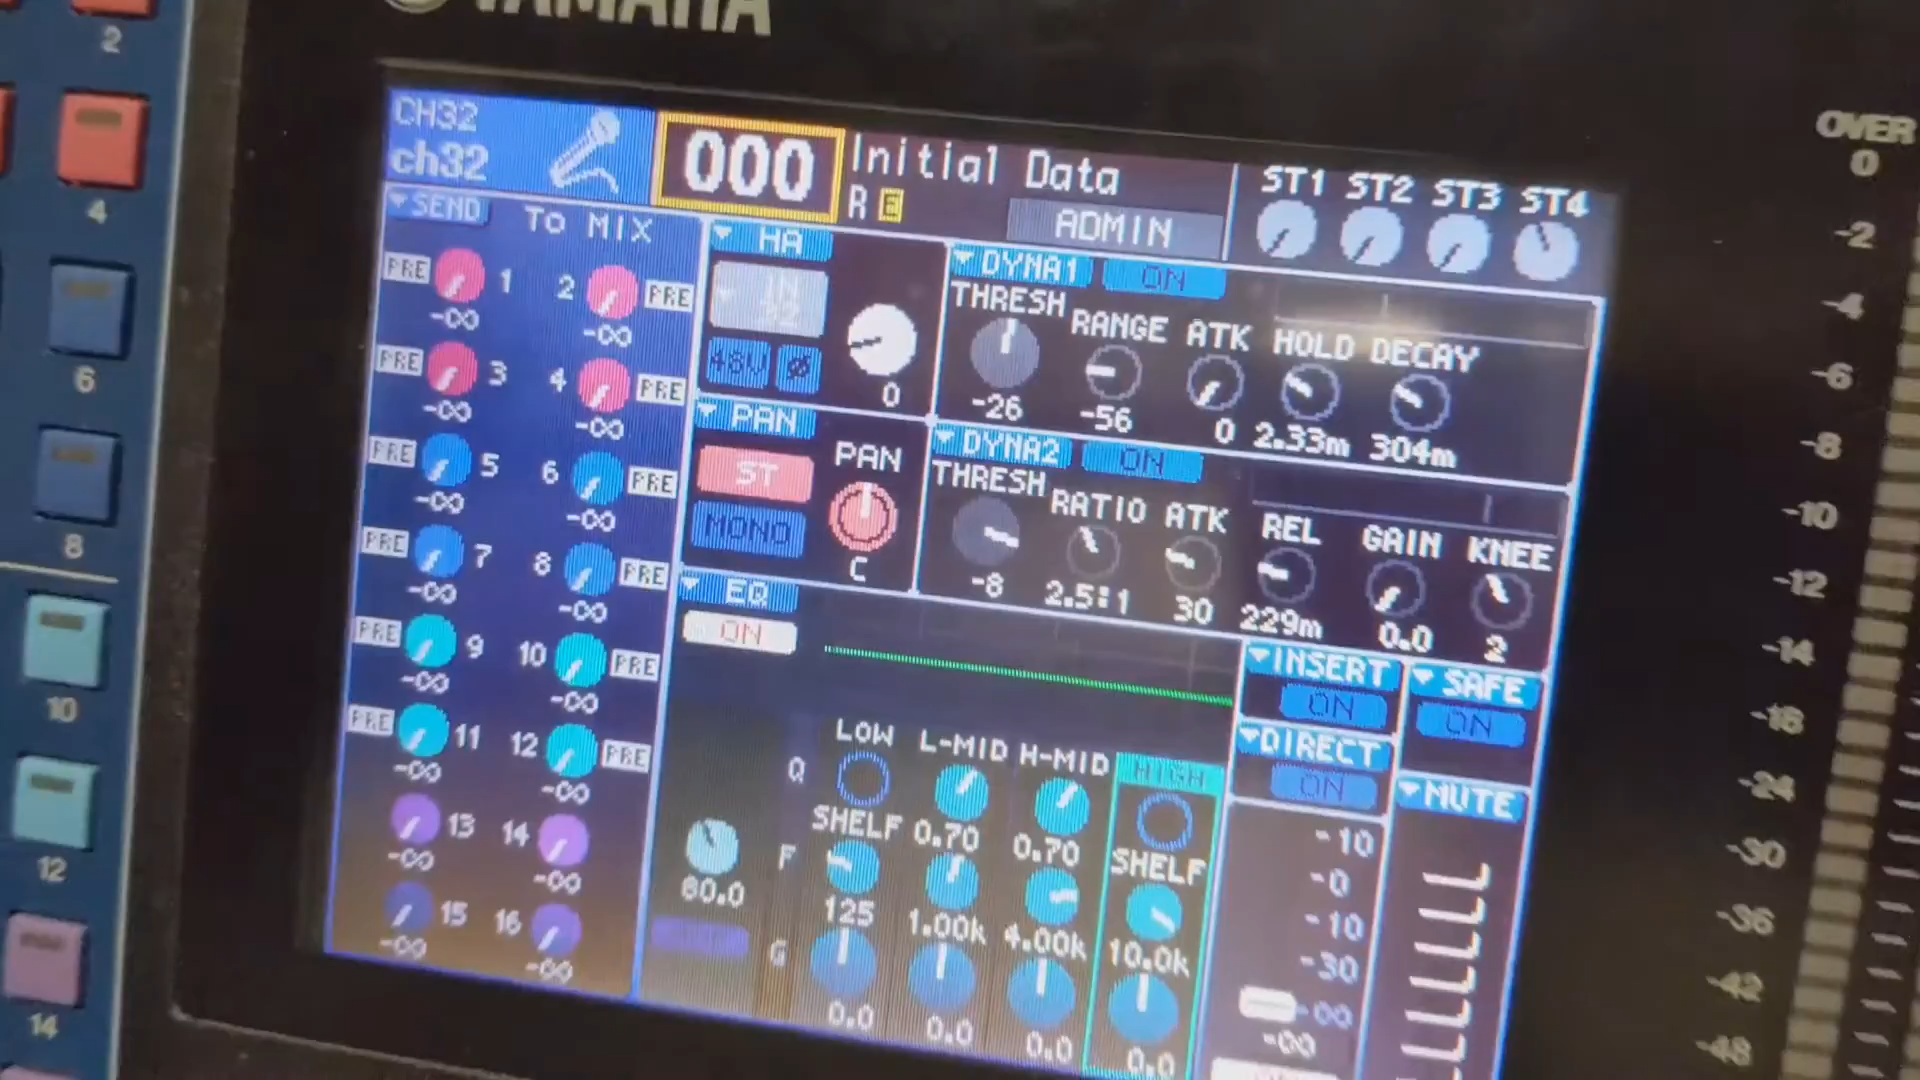 YAMAHA
CH32
ch32
000
Initial Data
R
ADMIN
ST1 ST2 ST3 ST4
SEND TO MIX
PRE 1 2 PRE
-∞ -∞
PRE 3 4 PRE
-∞ -∞
PRE 5 6 PRE
-∞ -∞
PRE 7 8 PRE
-∞ -∞
PRE 9 10 PRE
-∞ -∞
PRE 11 12 PRE
-∞ -∞
13 14
-∞ -∞
15 16
-∞ -∞
HA
48V Ø
0
PAN
ST
MONO
PAN
C
DYNA1 ON
THRESH RANGE ATK HOLD DECAY
-26 -56 0 2.33m 304m
DYNA2 ON
THRESH RATIO ATK REL GAIN KNEE
-8 2.5:1 30 229m 0.0 2
EQ
ON
LOW L-MID H-MID HIGH
Q
SHELF 0.70 0.70 SHELF
F
80.0
125 1.00k 4.00k 10.0k
G
0.0 0.0 0.0 0.0
INSERT
ON
DIRECT
ON
SAFE
ON
MUTE
-10
-0
-10
-30
-∞
-∞
OVER
0
-2
-4
-6
-8
-10
-12
-14
-18
-24
-30
-36
-42
-48
2
4
6
8
10
12
14